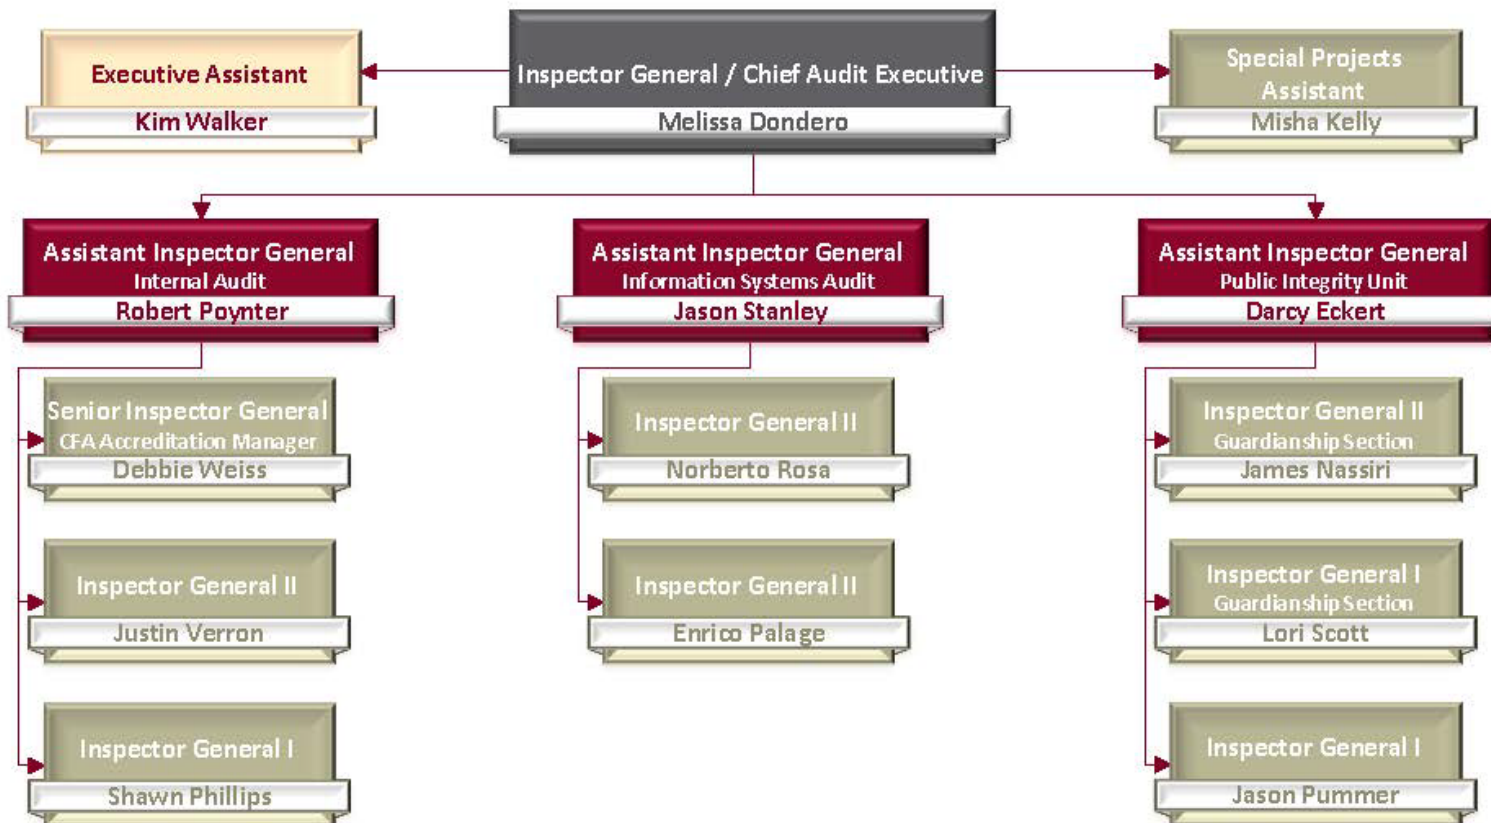 Executive Assistant
Kim Walker
Inspector General / Chief Audit Executive
Melissa Dondero
Special Projects
Assistant
Misha Kelly
Assistant Inspector General
Internal Audit
Robert Poynter
Assistant Inspector General
Information Systems Audit
Jason Stanley
Assistant Inspector General
Public Integrity Unit
Darcy Eckert
Senior Inspector General
CFA Accreditation Manager
Debbie Weiss
Inspector General II
Justin Verron
Inspector General I
Shawn Phillips
Inspector General II
Norberto Rosa
Inspector General II
Enrico Palage
Inspector General II
Guardianship Section
James Nassiri
Inspector General I
Guardianship Section
Lori Scott
Inspector General I
Jason Pummer